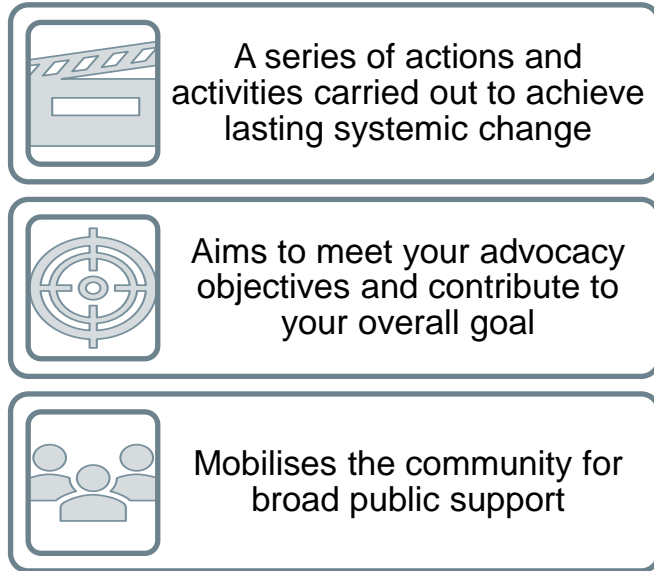 A series of actions and
activities carried out to achieve
lasting systemic change
Aims to meet your advocacy
objectives and contribute to
your overall goal
Mobilises the community for
broad public support